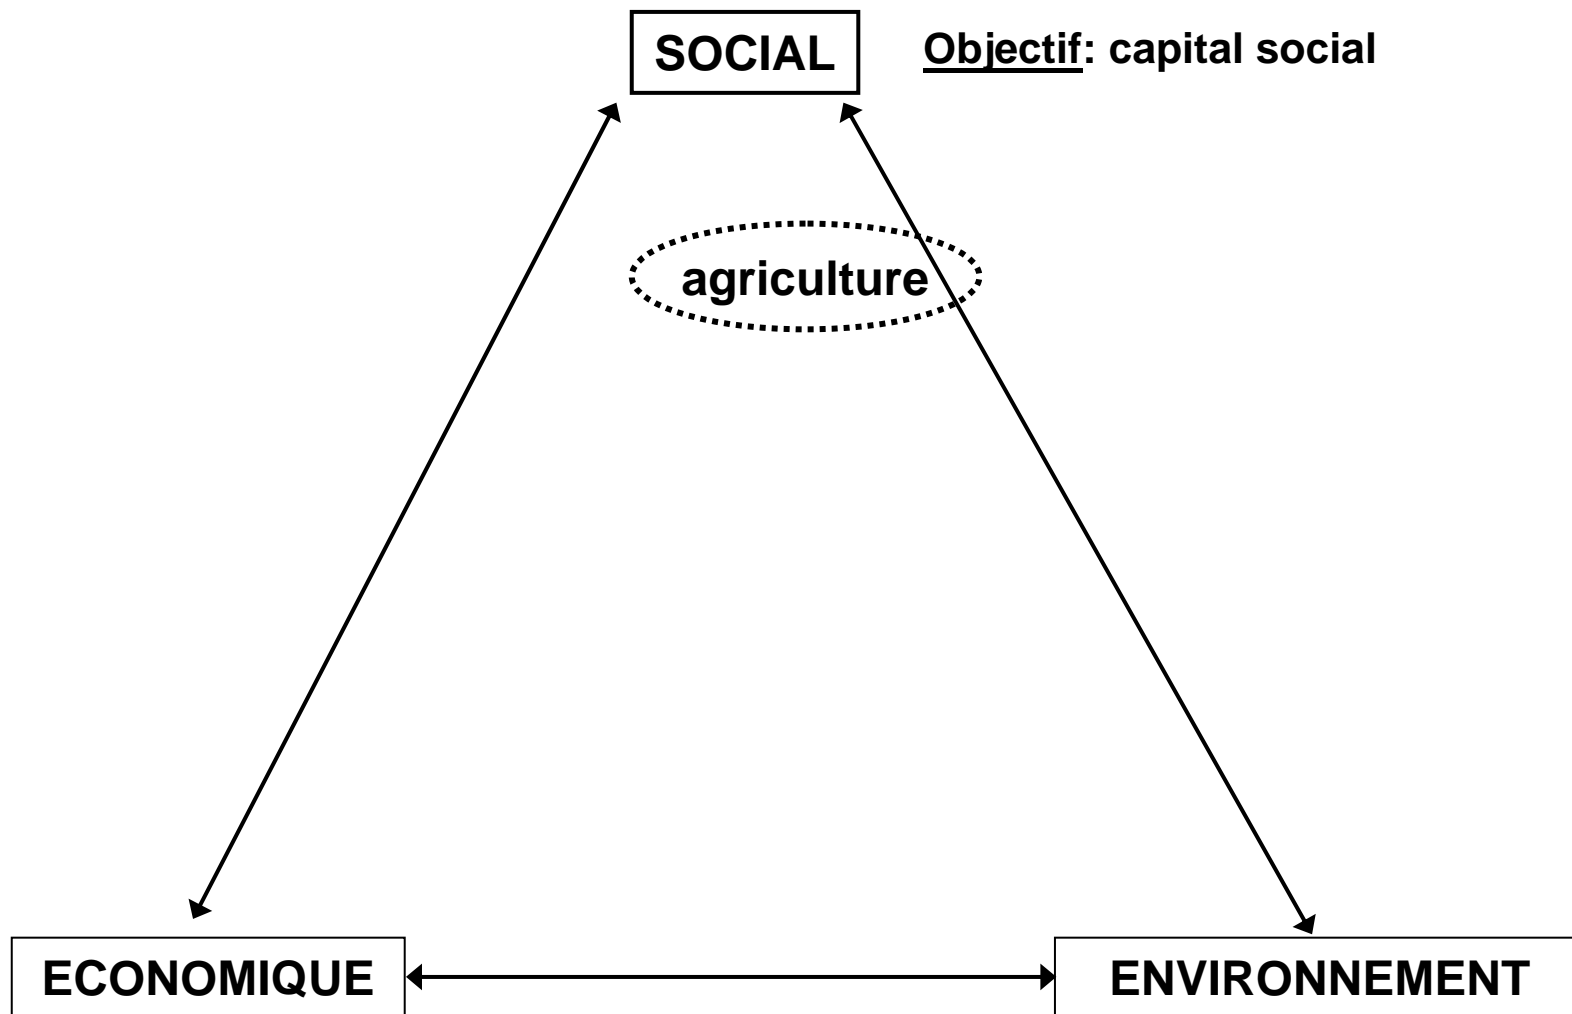 SOCIAL
Objectif: capital social
agriculture
ECONOMIQUE
ENVIRONNEMENT